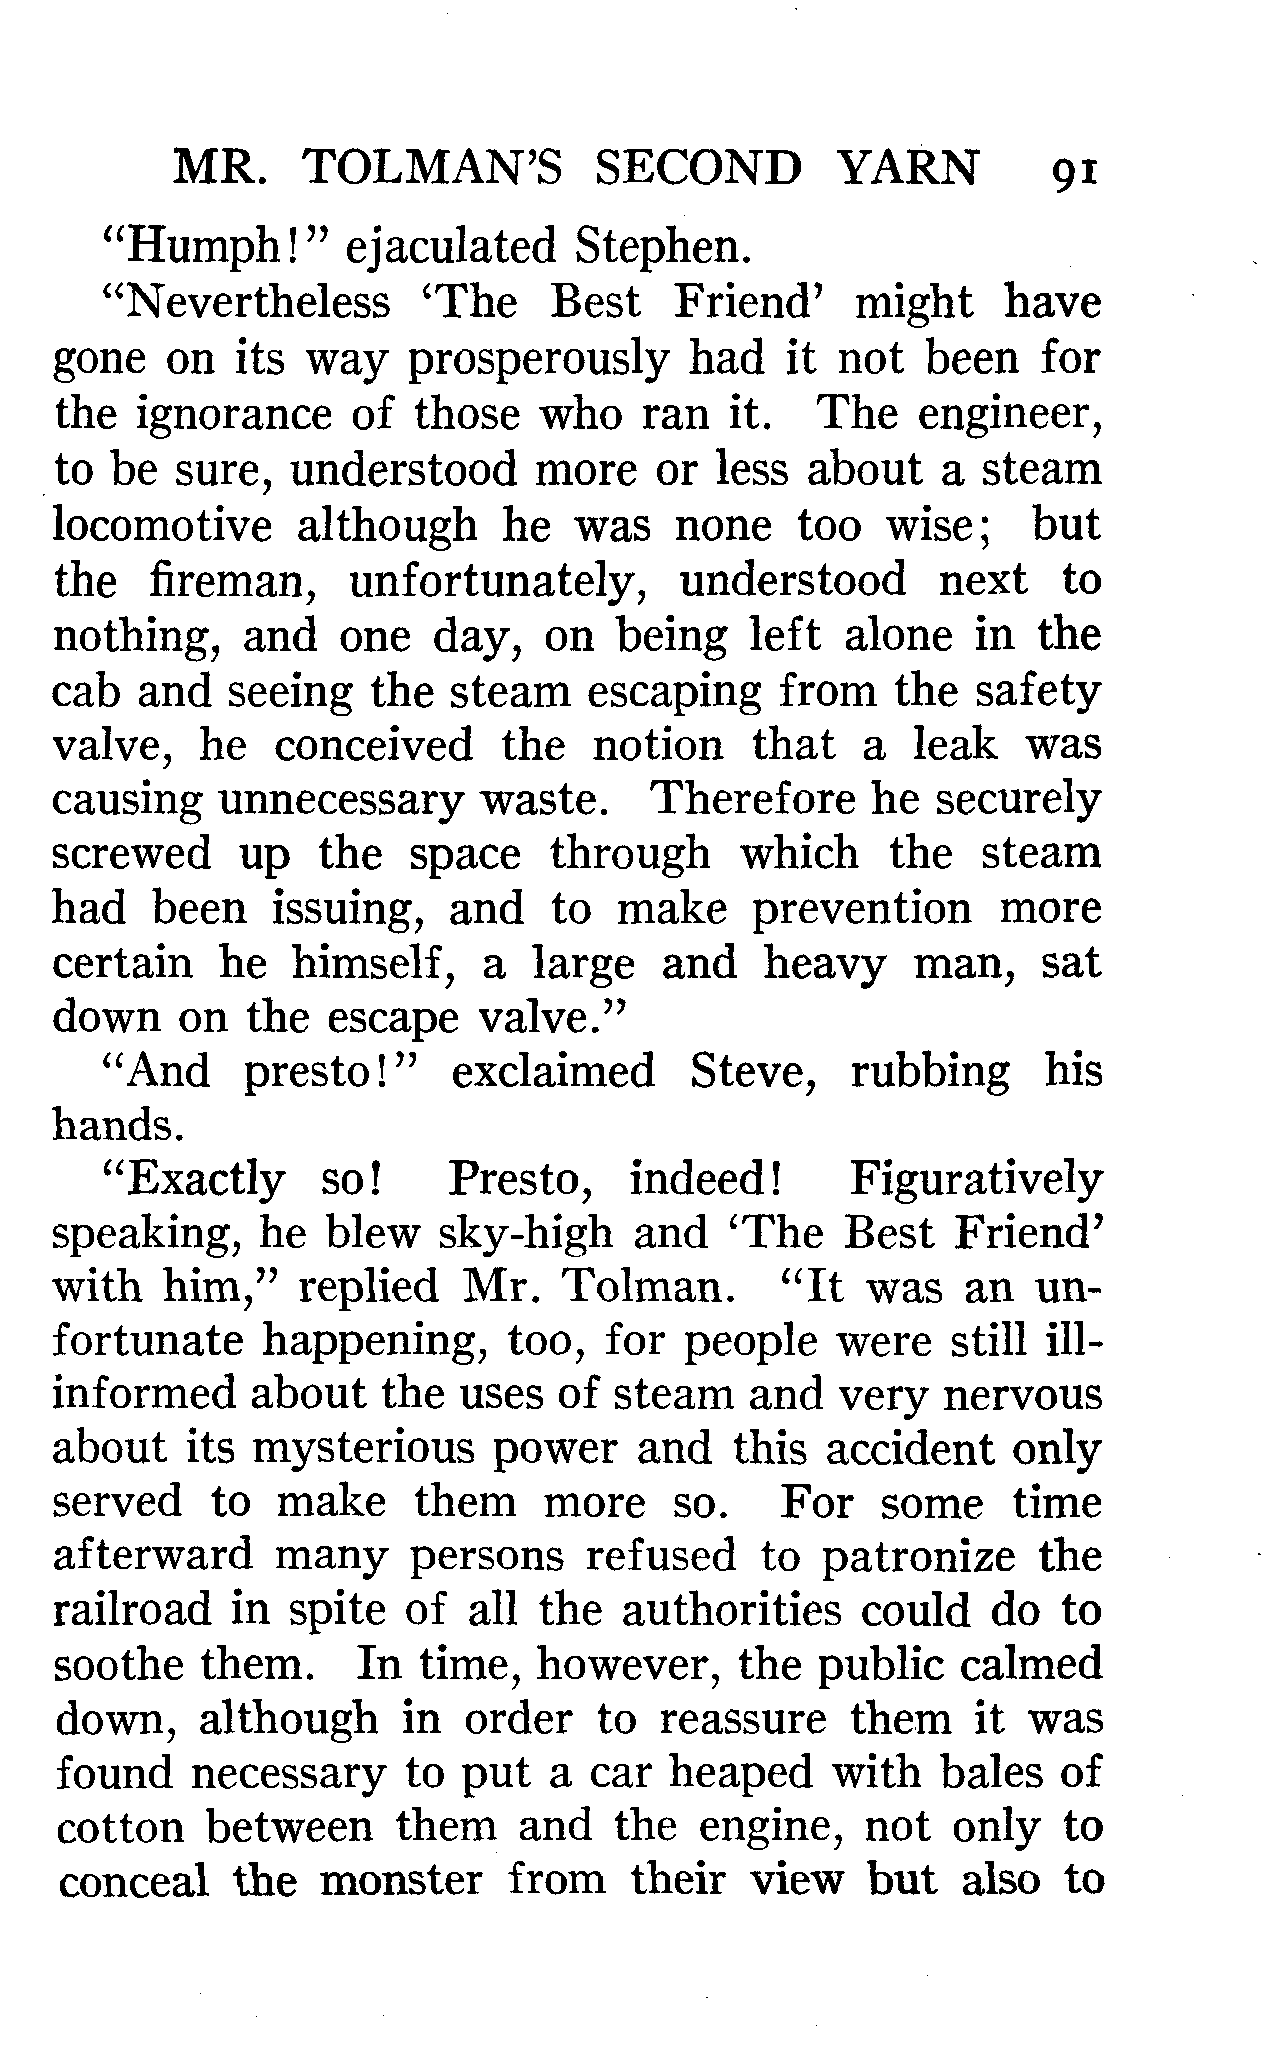 MR. TOLMAN'S SECOND YARN 91
"Humph!" ejaculated Stephen.
"Nevertheless 'The Best Friend' might have
gone on its way prosperously had it not been for
the ignorance of those who ran it. The engineer,
to be sure, understood more or less about a steam
locomotive although he was none too wise; but
the fireman, unfortunately, understood next to
nothing, and one day, on being left alone in the
cab and seeing the steam escaping from the safety
valve, he conceived the notion that a leak was
causing unnecessary waste. Therefore he securely
screwed up the space through which the steam
had been issuing, and to make prevention more
certain he himself, a large and heavy man, sat
down on the escape valve."
"And presto!" exclaimed Steve, rubbing his
hands.
"Exactly so! Presto, indeed! Figuratively
speaking, he blew sky-high and 'The Best Friend'
with him," replied Mr. Tolman. "It was an un-
fortunate happening, too, for people were still ill-
informed about the uses of steam and very nervous
about its mysterious power and this accident only
served to make them more so. For some time
afterward many persons refused to patronize the
railroad in spite of all the authorities could do to
soothe them. In time, however, the public calmed
down, although in order to reassure them it was
found necessary to put a car heaped with bales of
cotton between them and the engine, not only to
conceal the monster from their view but also to